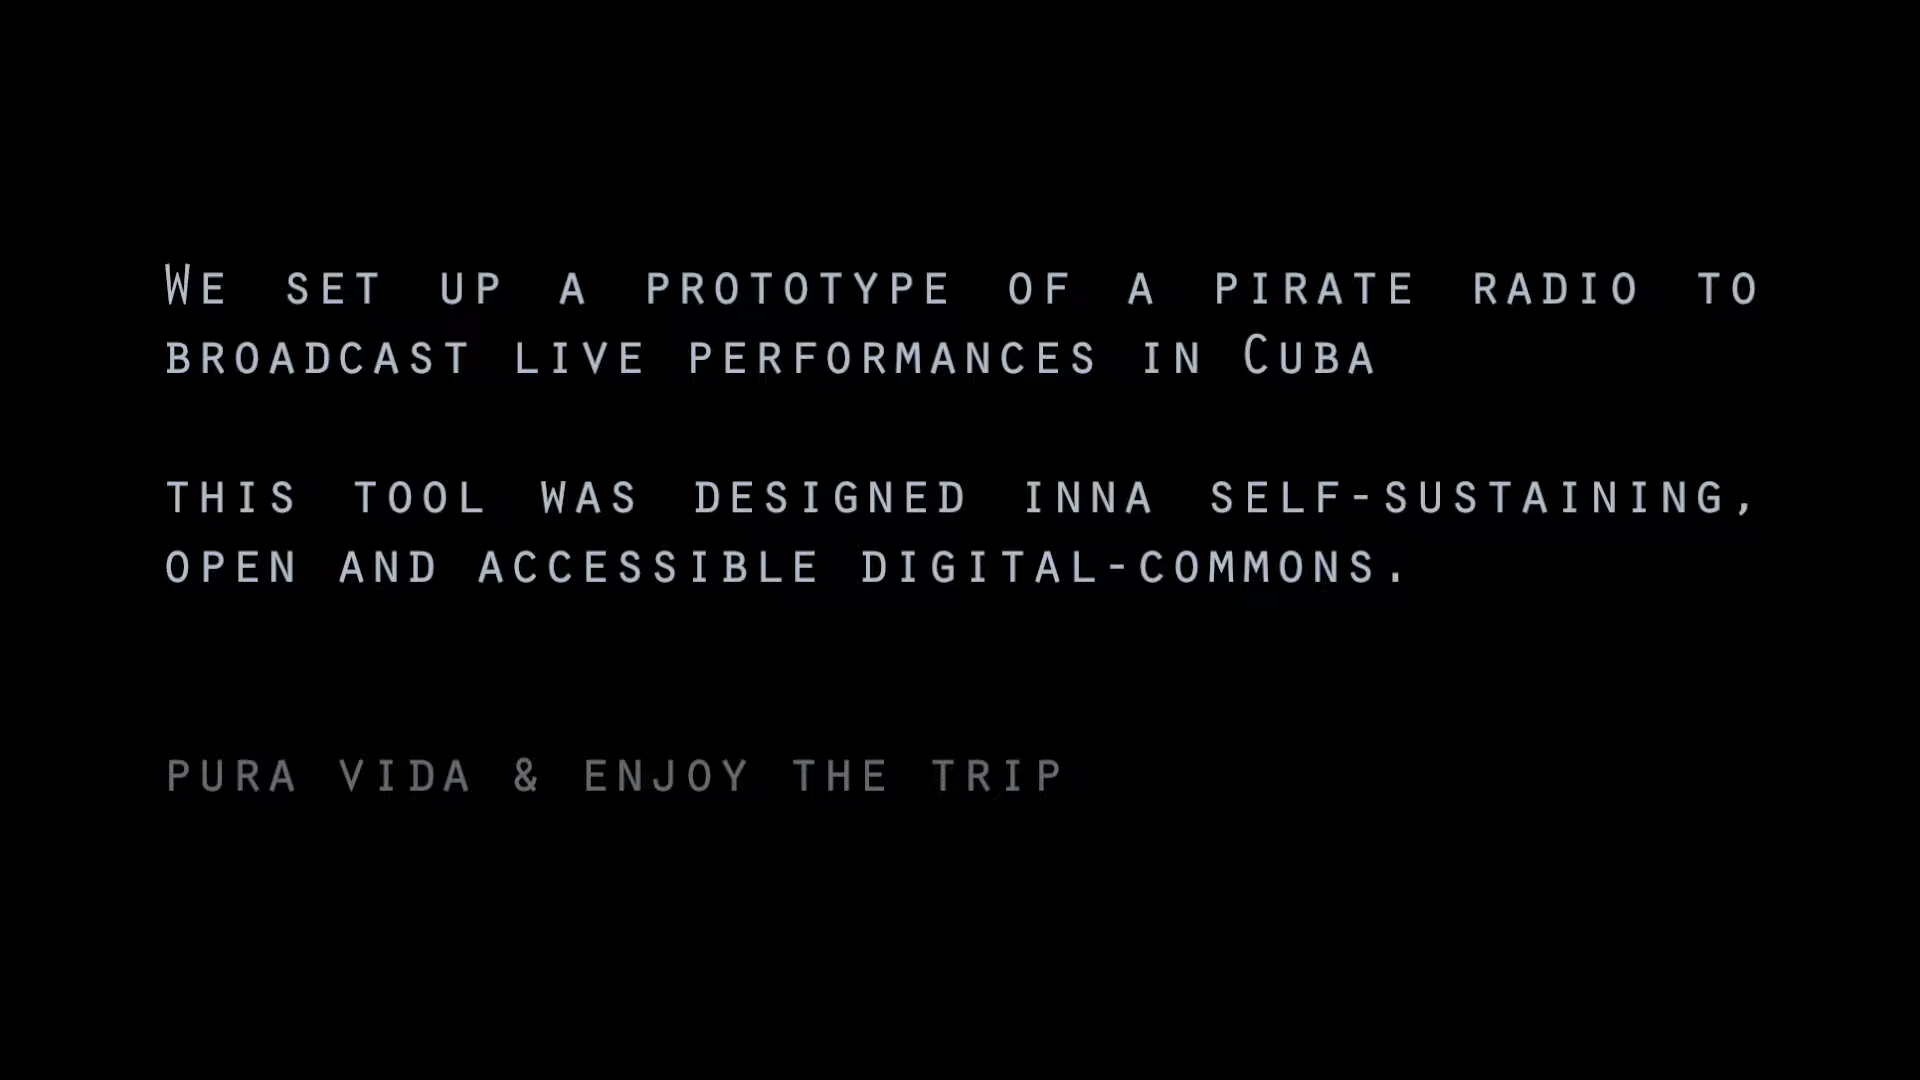 We set up a prototype of a pirate radio to
broadcast live performances in Cuba
this tool was designed inna self-sustaining,
open and accessible digital-commons.
pura vida & enjoy the trip